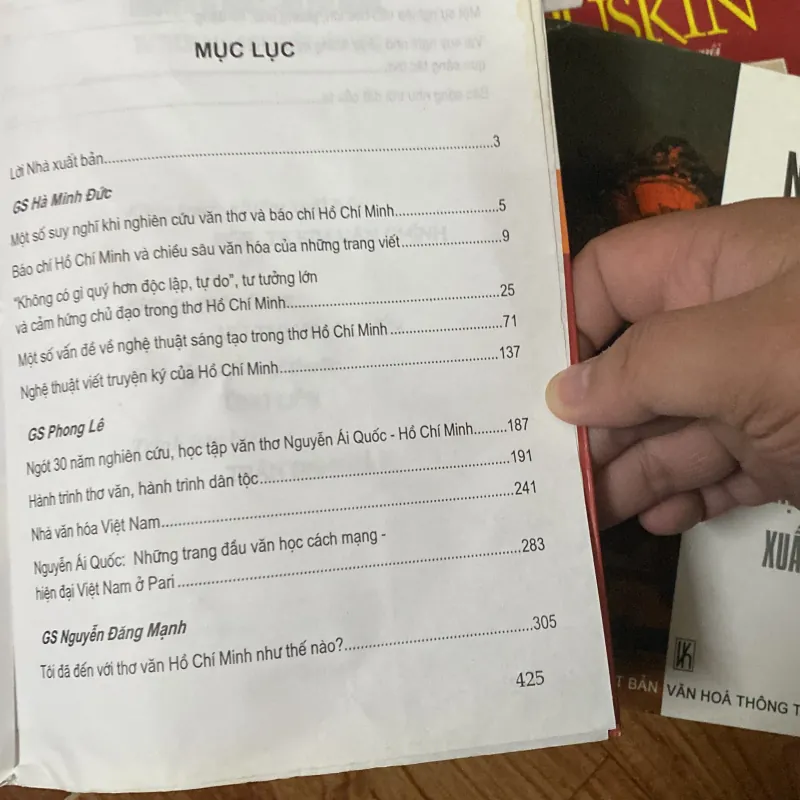 MỤC LỤC
Lời Nhà xuất bản....................3
GS Hà Minh Đức
Một số suy nghĩ khi nghiên cứu văn thơ và báo chí Hồ Chí Minh....................5
Báo chí Hồ Chí Minh và chiều sâu văn hóa của những trang viết....................9
"Không có gì quý hơn độc lập, tự do", tư tưởng lớn
và cảm hứng chủ đạo trong thơ Hồ Chí Minh....................25
Một số vấn đề về nghệ thuật sáng tạo trong thơ Hồ Chí Minh....................71
Nghệ thuật viết truyện ký của Hồ Chí Minh....................137
GS Phong Lê
Ngót 30 năm nghiên cứu, học tập văn thơ Nguyễn Ái Quốc - Hồ Chí Minh.........187
Hành trình thơ văn, hành trình dân tộc....................191
Nhà văn hóa Việt Nam....................241
Nguyễn Ái Quốc: Những trang đầu văn học cách mạng -
hiện đại Việt Nam ở Pari....................283
GS Nguyễn Đăng Mạnh
Tôi đã đến với thơ văn Hồ Chí Minh như thế nào?....................305
425
USKIN
XUẤ
T BẢN VĂN HOÁ THÔNG T